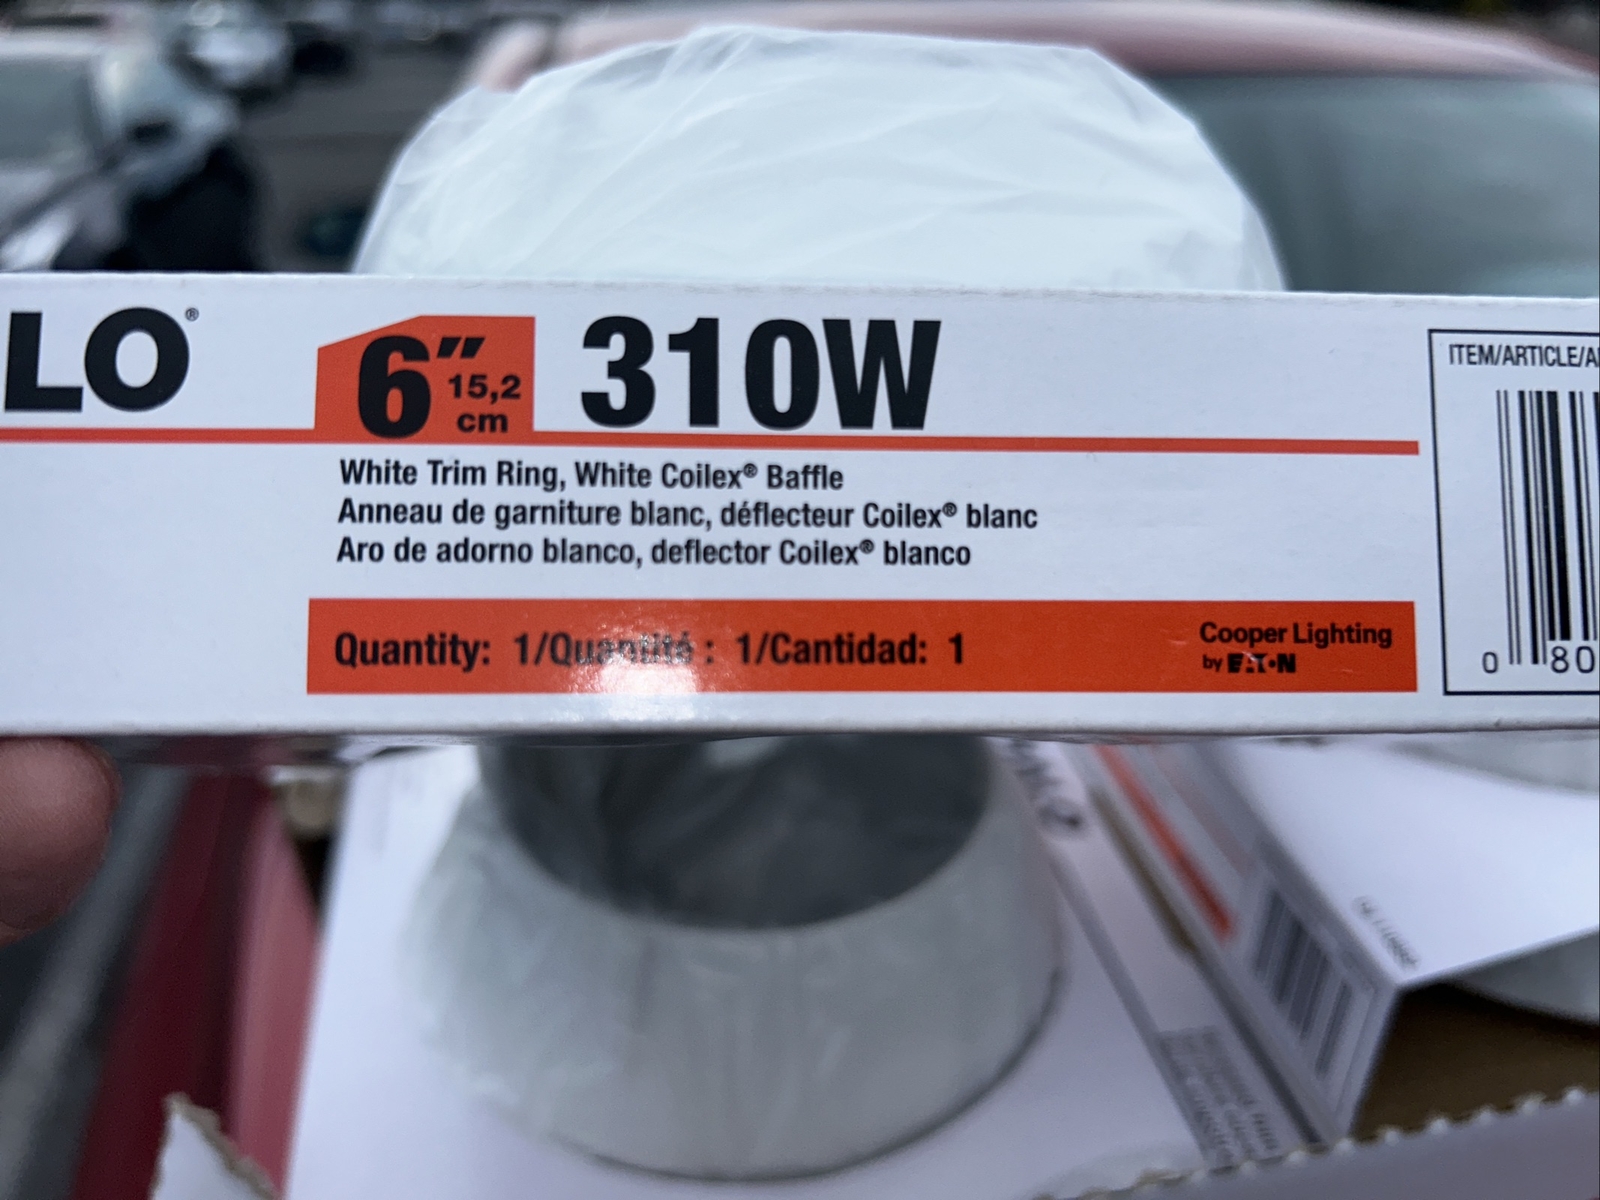 LO®
6" 15,2 cm
310W
White Trim Ring, White Coilex® Baffle
Anneau de garniture blanc, déflecteur Coilex® blanc
Aro de adorno blanco, deflector Coilex® blanco
Quantity: 1/Quantité : 1/Cantidad: 1
Cooper Lighting
by EATON
ITEM/ARTICLE/A
0 80